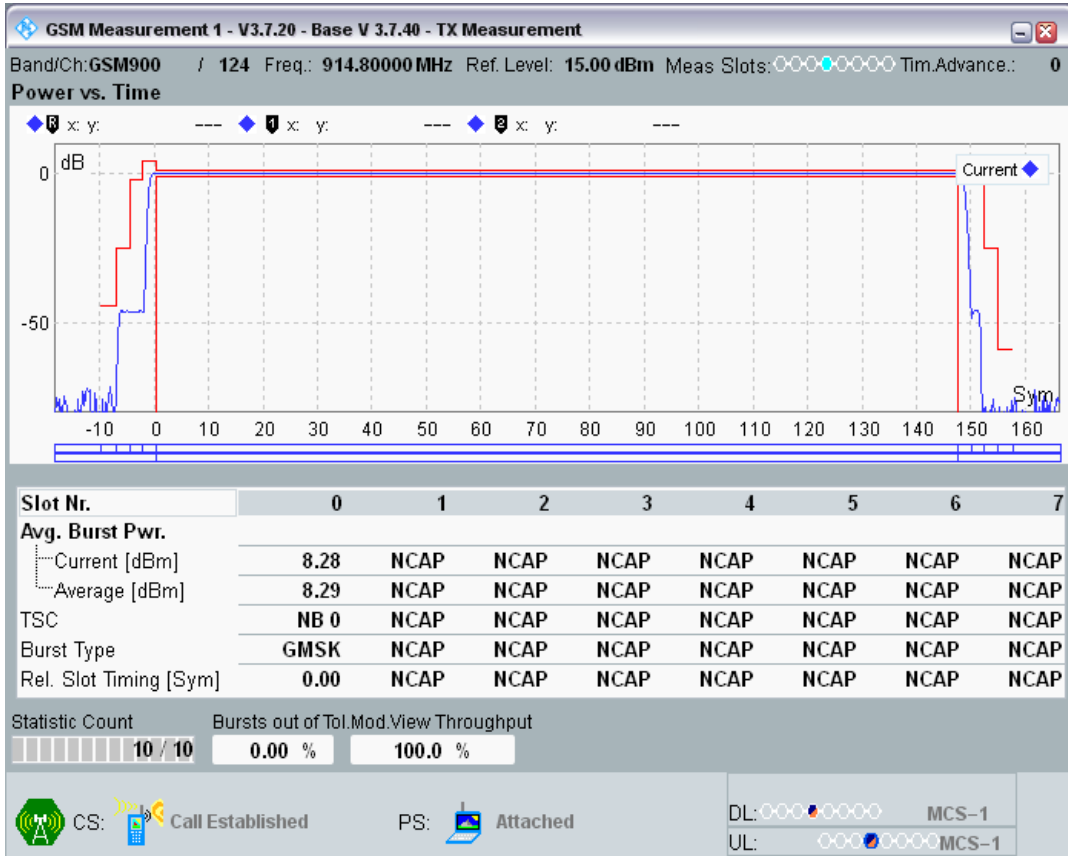 GSM Measurement 1 - V3.7.20 - Base V 3.7.40 - TX Measurement
Band/Ch:GSM900 / 124 Freq.: 914.80000 MHz Ref. Level: 15.00 dBm Meas Slots: Tim.Advance.: 0
Power vs. Time
R x: y: --- 1 x: y: --- 2 x: y: ---
dB
Current
0
-50
Sym
-10 0 10 20 30 40 50 60 70 80 90 100 110 120 130 140 150 160
Slot Nr. 0 1 2 3 4 5 6 7
Avg. Burst Pwr.
Current [dBm] 8.28 NCAP NCAP NCAP NCAP NCAP NCAP NCAP
Average [dBm] 8.29 NCAP NCAP NCAP NCAP NCAP NCAP NCAP
TSC NB 0 NCAP NCAP NCAP NCAP NCAP NCAP NCAP
Burst Type GMSK NCAP NCAP NCAP NCAP NCAP NCAP NCAP
Rel. Slot Timing [Sym] 0.00 NCAP NCAP NCAP NCAP NCAP NCAP NCAP
Statistic Count Bursts out of Tol.Mod.View Throughput
10 / 10 0.00 % 100.0 %
CS: Call Established PS: Attached
DL: MCS-1
UL: MCS-1